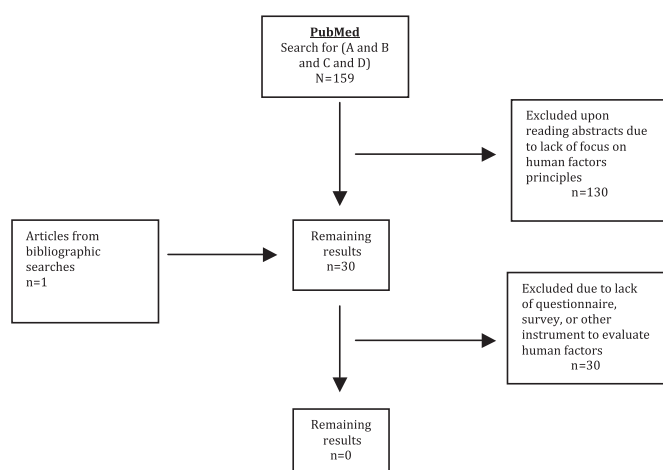 PubMed
Search for (A and B
and C and D)
N=159
Excluded upon
reading abstracts due
to lack of focus on
human factors
principles
n=130
Articles from
bibliographic
searches
n=1
Remaining
results
n=30
Excluded due to lack
of questionnaire,
survey, or other
instrument to evaluate
human factors
n=30
Remaining
results
n=0